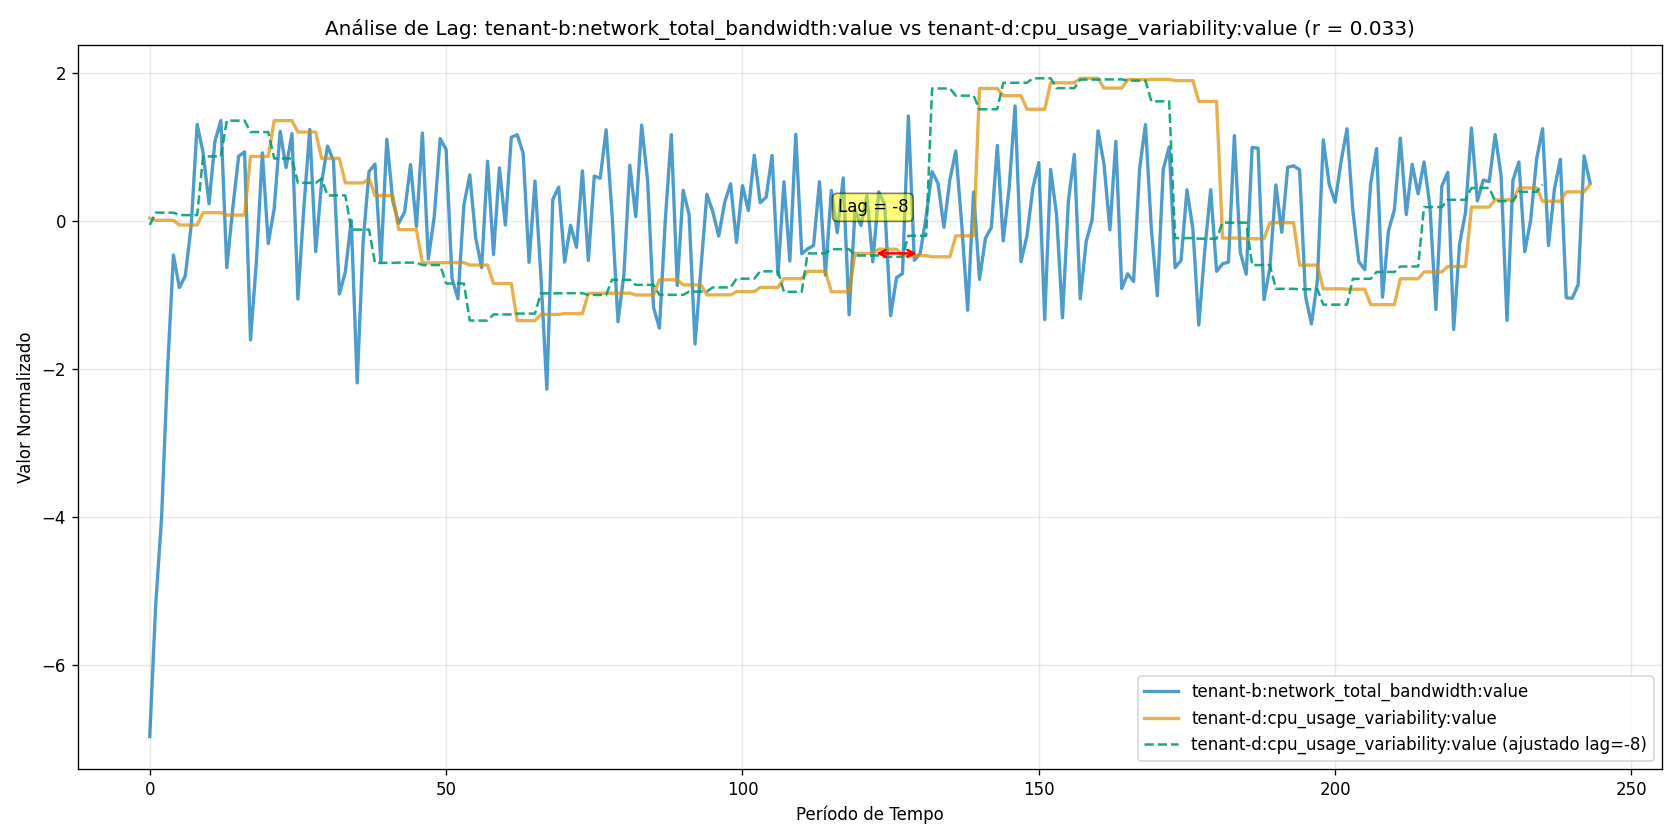 Análise de Lag: tenant-b:network_total_bandwidth:value vs tenant-d:cpu_usage_variability:value (r = 0.033)
Valor Normalizado
2
0
−2
−4
−6
Lag = -8
tenant-b:network_total_bandwidth:value
tenant-d:cpu_usage_variability:value
tenant-d:cpu_usage_variability:value (ajustado lag=-8)
0 50 100 150 200 250
Período de Tempo